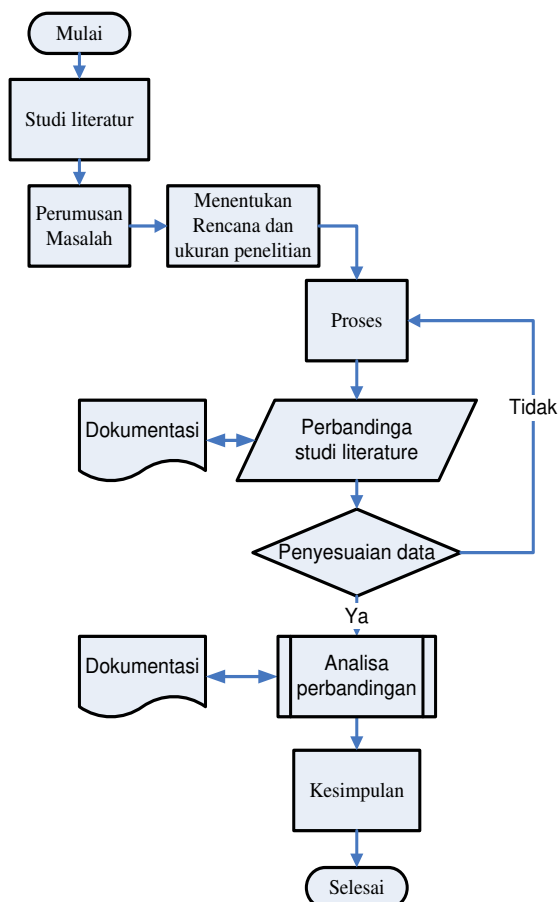 Mulai
Studi literatur
Perumusan
Masalah
Menentukan
Rencana dan
ukuran penelitian
Proses
Tidak
Dokumentasi
Perbandinga
studi literature
Penyesuaian data
Ya
Dokumentasi
Analisa
perbandingan
Kesimpulan
Selesai